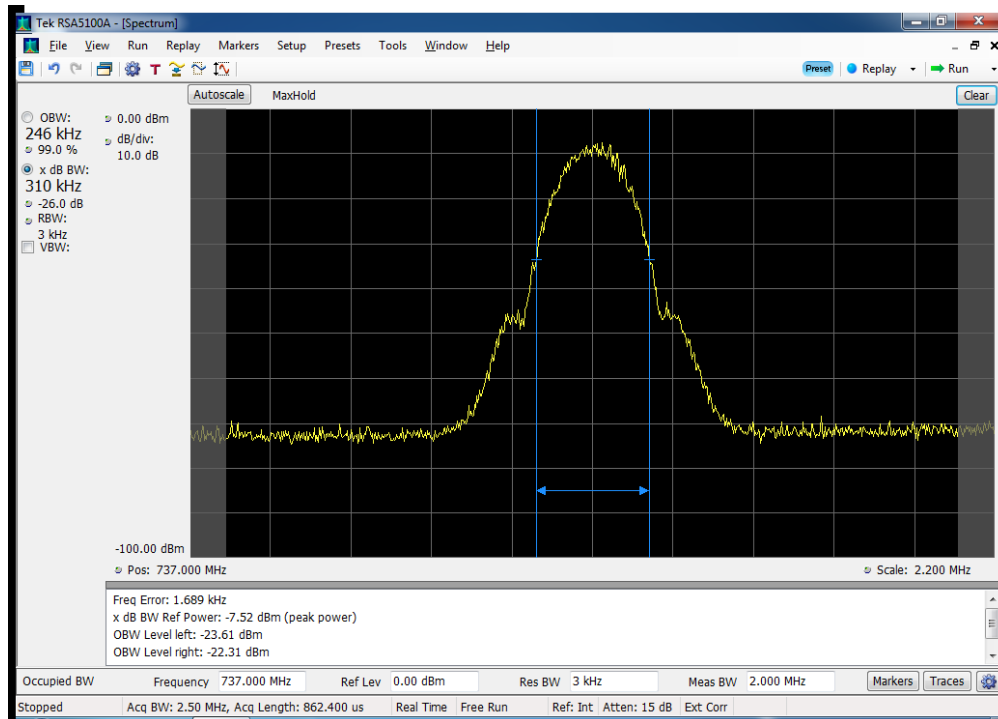 Tek RSA5100A - [Spectrum]
File View Run Replay Markers Setup Presets Tools Window Help
T Preset Replay Run
Autoscale MaxHold Clear
OBW:
246 kHz
99.0 %
x dB BW:
310 kHz
-26.0 dB
RBW:
3 kHz
VBW:
0.00 dBm
dB/div:
10.0 dB
-100.00 dBm
Pos: 737.000 MHz Scale: 2.200 MHz
Freq Error: 1.689 kHz
x dB BW Ref Power: -7.52 dBm (peak power)
OBW Level left: -23.61 dBm
OBW Level right: -22.31 dBm
Occupied BW Frequency 737.000 MHz Ref Lev 0.00 dBm Res BW 3 kHz Meas BW 2.000 MHz Markers Traces
Stopped Acq BW: 2.50 MHz, Acq Length: 862.400 us Real Time Free Run Ref: Int Atten: 15 dB Ext Corr